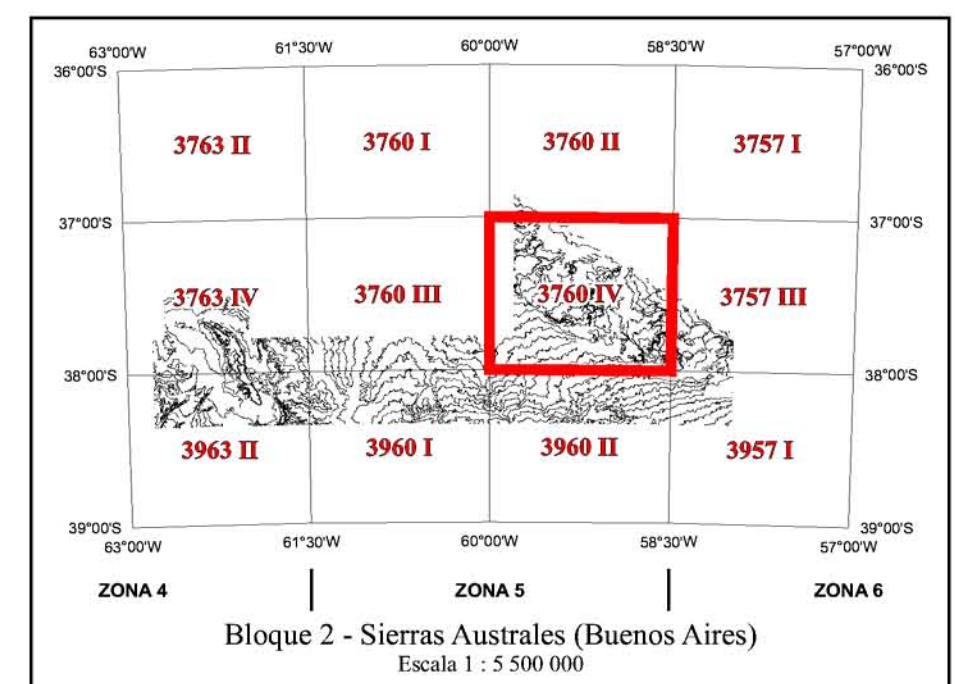 63°00'W 61°30'W 60°00'W 58°30'W 57°00'W
36°00'S 36°00'S
3763 II 3760 I 3760 II 3757 I
37°00'S 37°00'S
3763 IV 3760 III 3760 IV 3757 III
38°00'S 38°00'S
3963 II 3960 I 3960 II 3957 I
39°00'S 39°00'S
63°00'W 61°30'W 60°00'W 58°30'W 57°00'W
ZONA 4 ZONA 5 ZONA 6
Bloque 2 - Sierras Australes (Buenos Aires)
Escala 1 : 5 500 000